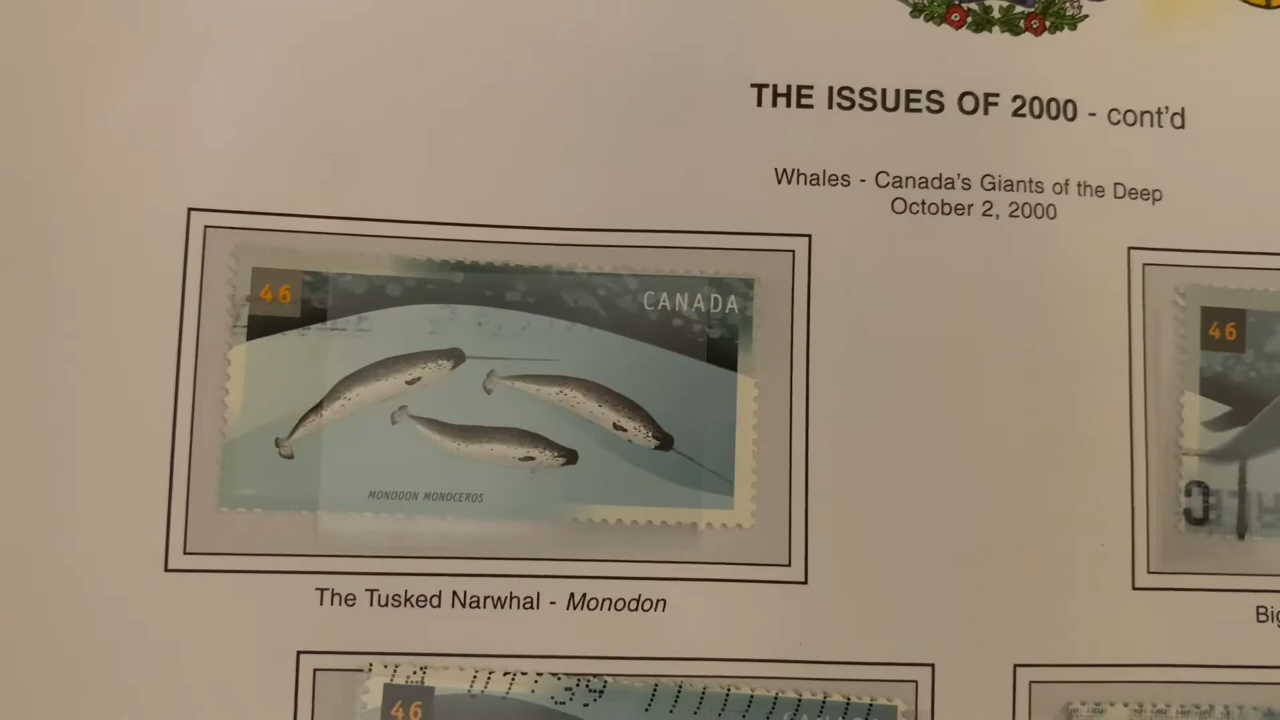 THE ISSUES OF 2000 - cont'd
Whales - Canada's Giants of the Deep
October 2, 2000
46
CANADA
MONODON MONOCEROS
46
The Tusked Narwhal - Monodon
46
CANADA